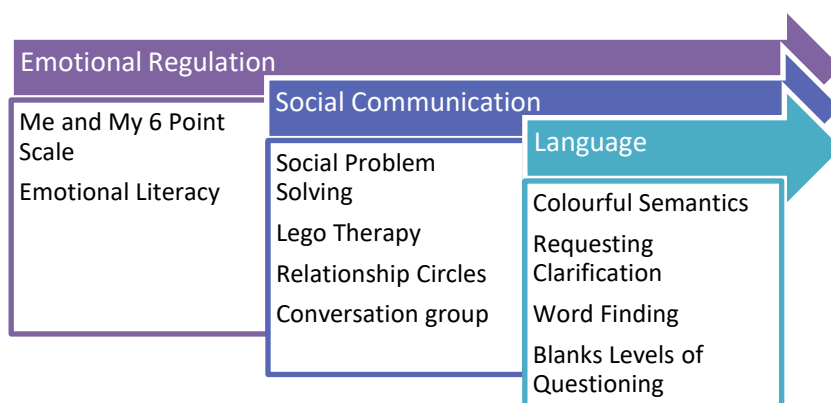 Emotional Regulation
Me and My 6 Point
Scale
Emotional Literacy
Social Communication
Social Problem
Solving
Lego Therapy
Relationship Circles
Conversation group
Language
Colourful Semantics
Requesting
Clarification
Word Finding
Blanks Levels of
Questioning